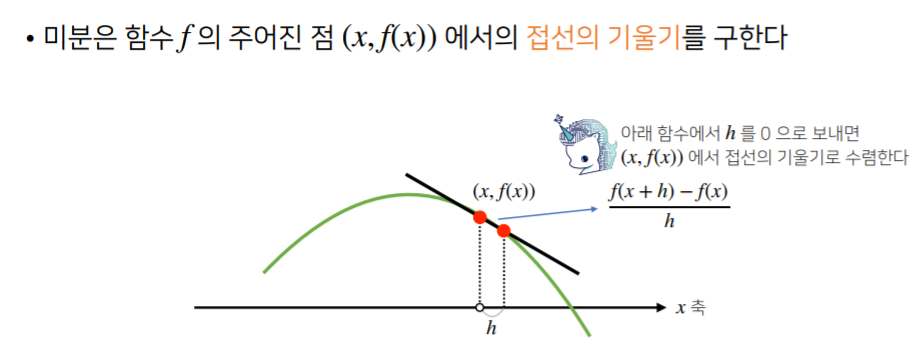 • 미분은 함수 f 의 주어진 점 (x, f(x)) 에서의 접선의 기울기를 구한다
아래 함수에서 h 를 0 으로 보내면
(x, f(x)) 에서 접선의 기울기로 수렴한다
(x, f(x))
f(x + h) − f(x)
h
x 축
h